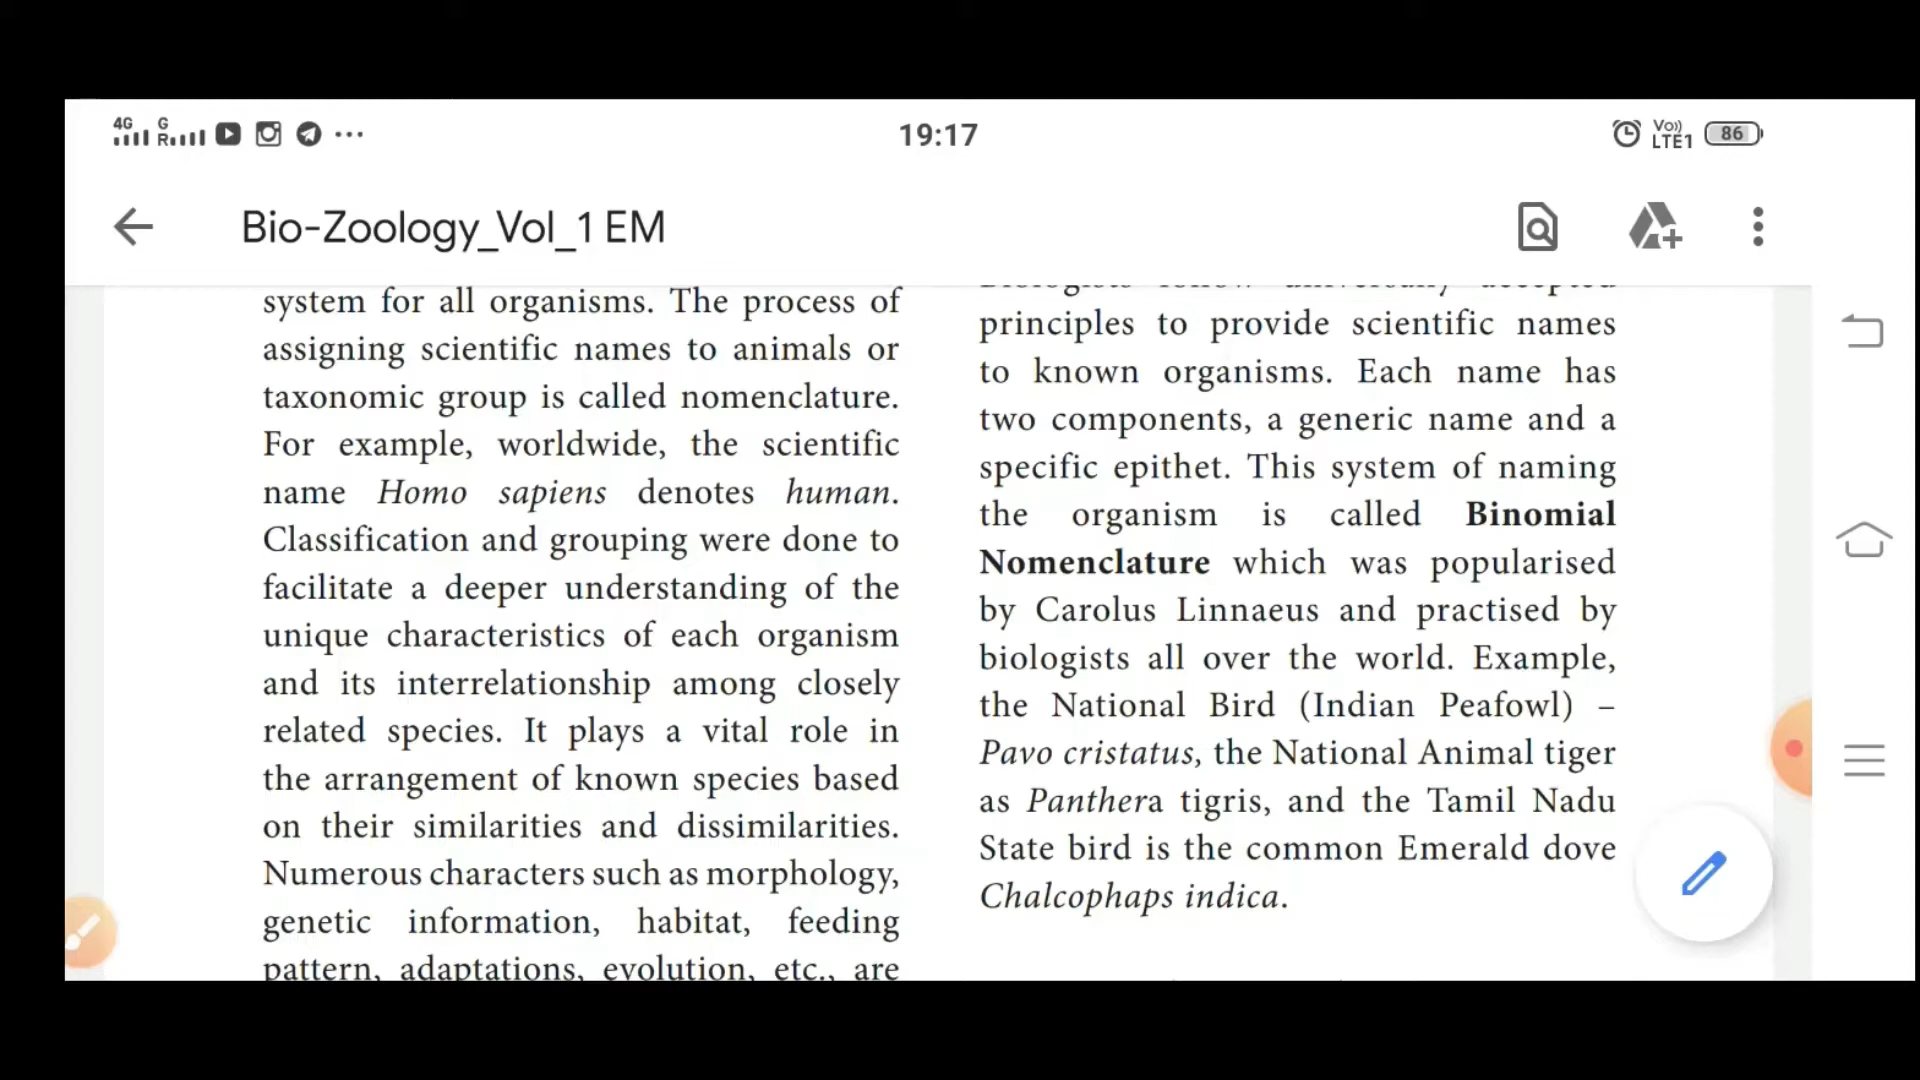 4G G R
19:17
Vo)) LTE1 86
Bio-Zoology_Vol_1 EM
system for all organisms. The process of
assigning scientific names to animals or
taxonomic group is called nomenclature.
For example, worldwide, the scientific
name Homo sapiens denotes human.
Classification and grouping were done to
facilitate a deeper understanding of the
unique characteristics of each organism
and its interrelationship among closely
related species. It plays a vital role in
the arrangement of known species based
on their similarities and dissimilarities.
Numerous characters such as morphology,
genetic information, habitat, feeding
pattern, adaptations, evolution, etc., are
Biologists follow universally accepted
principles to provide scientific names
to known organisms. Each name has
two components, a generic name and a
specific epithet. This system of naming
the organism is called Binomial
Nomenclature which was popularised
by Carolus Linnaeus and practised by
biologists all over the world. Example,
the National Bird (Indian Peafowl) –
Pavo cristatus, the National Animal tiger
as Panthera tigris, and the Tamil Nadu
State bird is the common Emerald dove
Chalcophaps indica.